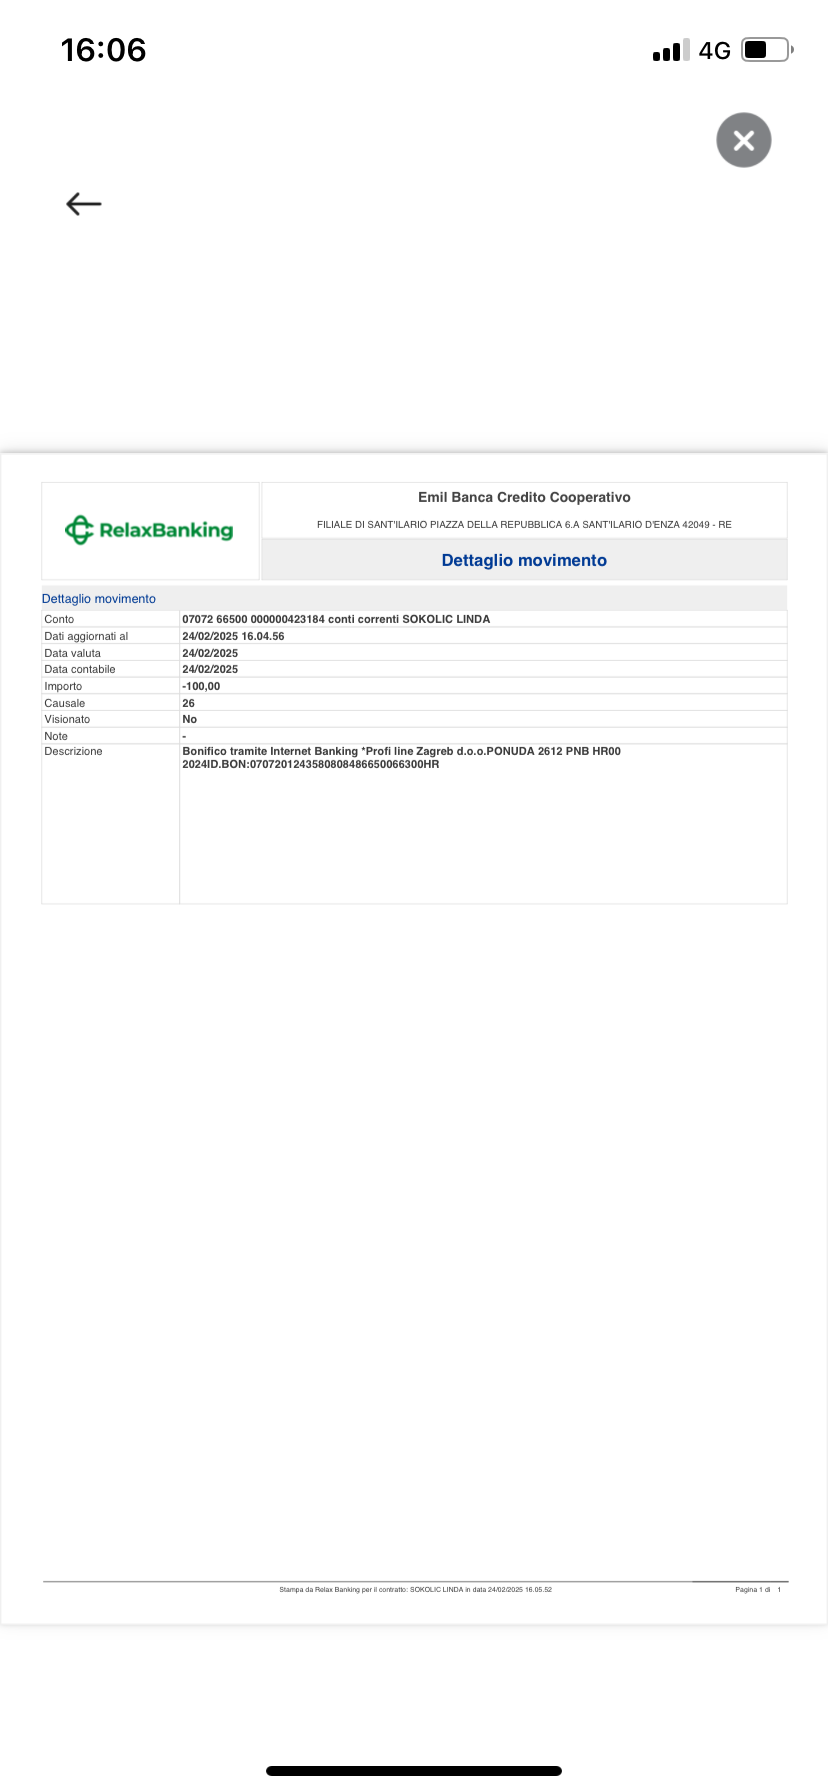 16:06
4G
RelaxBanking
Emil Banca Credito Cooperativo
FILIALE DI SANT'ILARIO PIAZZA DELLA REPUBBLICA 6.A SANT'ILARIO D'ENZA 42049 - RE
Dettaglio movimento
Dettaglio movimento
Conto 07072 66500 000000423184 conti correnti SOKOLIC LINDA
Dati aggiornati al 24/02/2025 16.04.56
Data valuta 24/02/2025
Data contabile 24/02/2025
Importo -100,00
Causale 26
Visionato No
Note -
Descrizione Bonifico tramite Internet Banking *Profi line Zagreb d.o.o.PONUDA 2612 PNB HR00
2024ID.BON:0707201243580808486650066300HR
Stampa da Relax Banking per il contratto: SOKOLIC LINDA in data 24/02/2025 16.05.52
Pagina 1 di 1